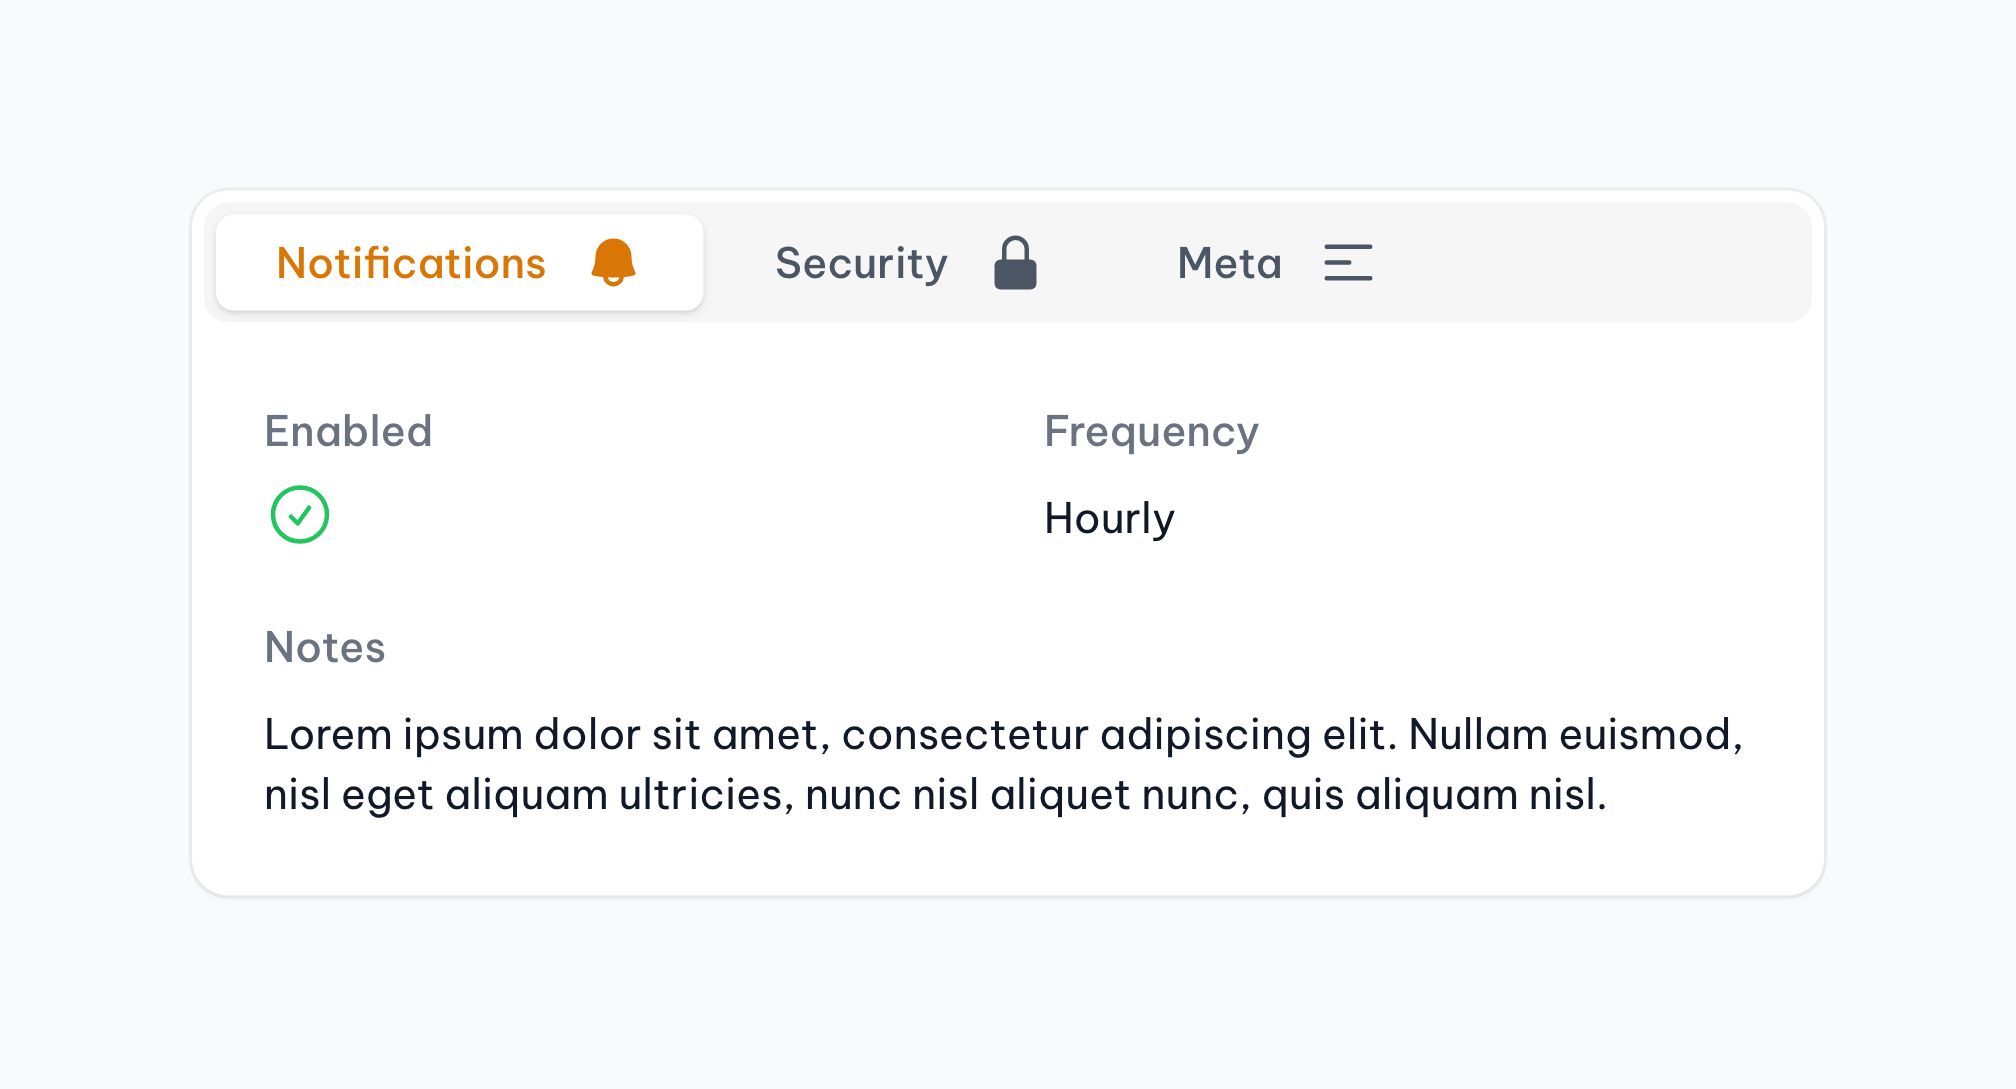 Notifications Security Meta
Enabled Frequency
Hourly
Notes
Lorem ipsum dolor sit amet, consectetur adipiscing elit. Nullam euismod,
nisl eget aliquam ultricies, nunc nisl aliquet nunc, quis aliquam nisl.